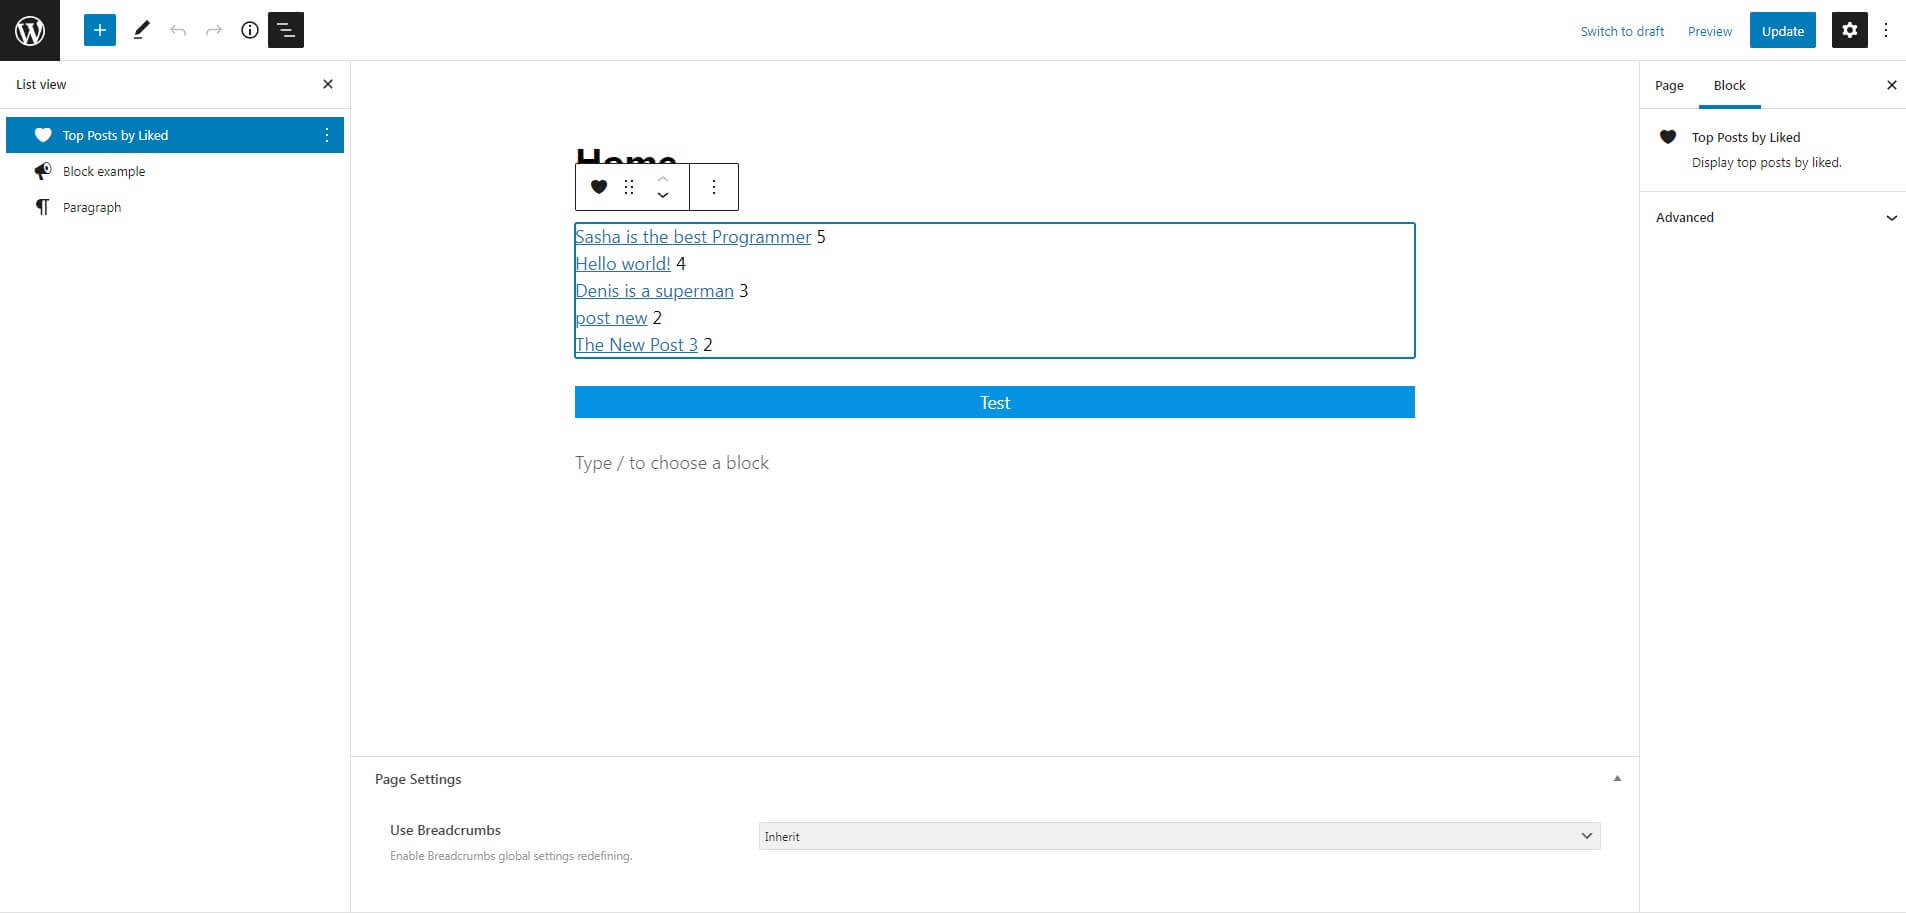 Switch to draft Preview Update
List view
Top Posts by Liked
Block example
Paragraph
Home
Sasha is the best Programmer 5
Hello world! 4
Denis is a superman 3
post new 2
The New Post 3 2
Test
Type / to choose a block
Page Settings
Use Breadcrumbs
Enable Breadcrumbs global settings redefining.
Inherit
Page Block
Top Posts by Liked
Display top posts by liked.
Advanced